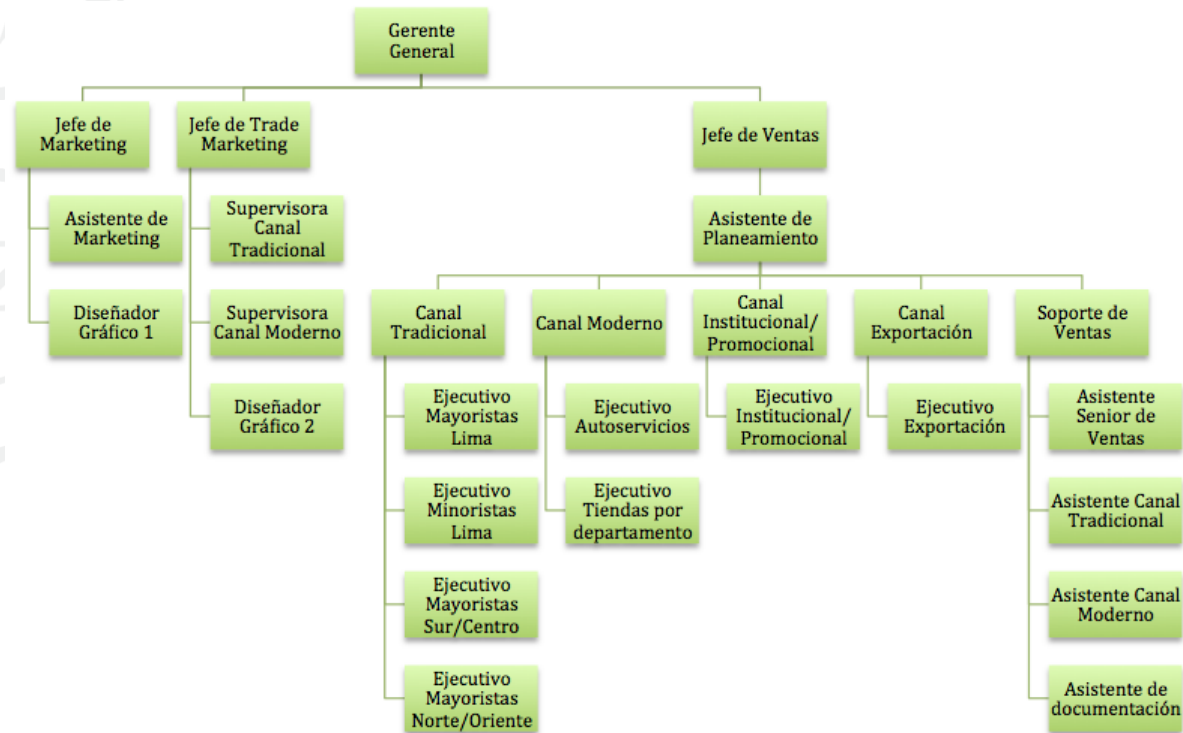 Gerente
General
Jefe de
Marketing
Jefe de Trade
Marketing
Jefe de Ventas
Asistente de
Marketing
Supervisora
Canal
Tradicional
Asistente de
Planeamiento
Diseñador
Gráfico 1
Supervisora
Canal Moderno
Canal
Tradicional
Canal Moderno
Canal
Institucional/
Promocional
Canal
Exportación
Soporte de
Ventas
Diseñador
Gráfico 2
Ejecutivo
Mayoristas
Lima
Ejecutivo
Autoservicios
Ejecutivo
Institucional/
Promocional
Ejecutivo
Exportación
Asistente
Senior de
Ventas
Ejecutivo
Minoristas
Lima
Ejecutivo
Tiendas por
departamento
Asistente Canal
Tradicional
Ejecutivo
Mayoristas
Sur/Centro
Asistente Canal
Moderno
Ejecutivo
Mayoristas
Norte/Oriente
Asistente de
documentación